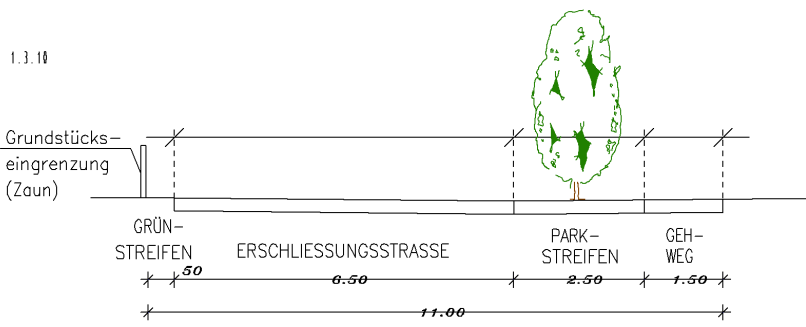 1.3.10
Grundstücks-
eingrenzung
(Zaun)
GRÜN-
STREIFEN
ERSCHLIESSUNGSSTRASSE
PARK-
STREIFEN
GEH-
WEG
50
6.50
2.50
1.50
11.00